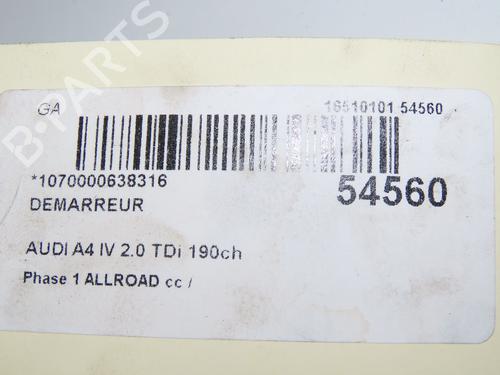 GA
16510101 54560
*1070000638316
54560
DEMARREUR
AUDI A4 IV 2.0 TDi 190ch
Phase 1 ALLROAD cc /
B-PARTS